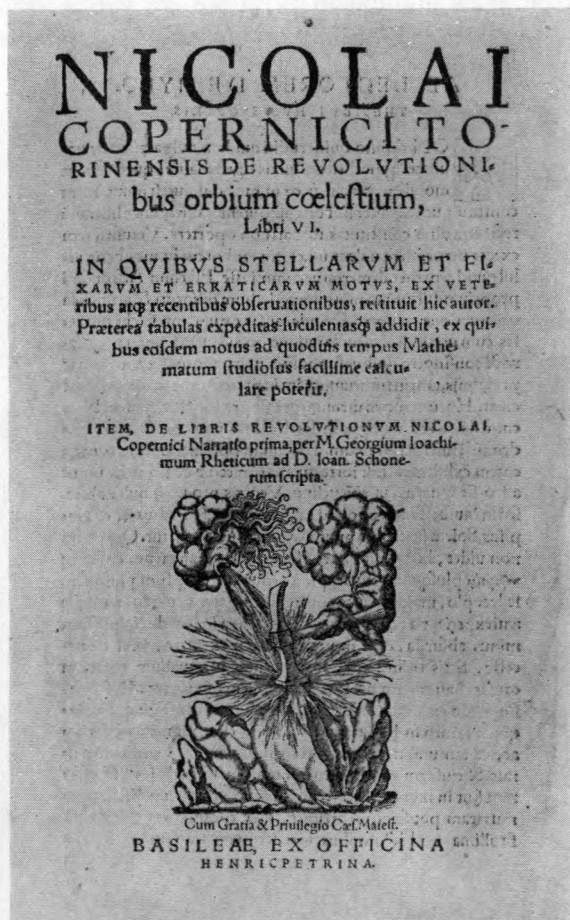 NICOLAI
COPERNICI TO-
RINENSIS DE REVOLVTIONI-
bus orbium cœlestium,
Libri VI.
IN QVIBVS STELLARVM ET FI-
XARVM ET ERRATICARVM MOTVS, EX VETE-
ribus atq; recentibus obseruationibus, restituit hic autor.
Præterea tabulas expeditas luculentasq; addidit, ex qui-
bus eosdem motus ad quoduis tempus Mathe-
matum studiosus facillime calcu-
lare poterit.
ITEM, DE LIBRIS REVOLVTIONVM NICOLAI
Copernici Narratio prima, per M. Georgium Ioachi-
mum Rheticum ad D. Ioan. Schone-
rum scripta.
Cum Gratia & Priuilegio Cæs. Maiest.
BASILEAE, EX OFFICINA
HENRICPETRINA.